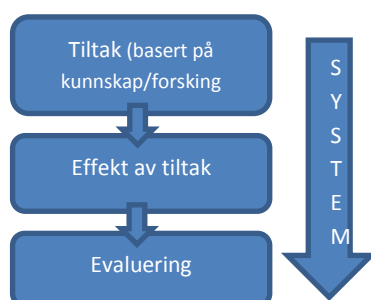 Tiltak (basert på
kunnskap/forsking
Effekt av tiltak
Evaluering
S
Y
S
T
E
M